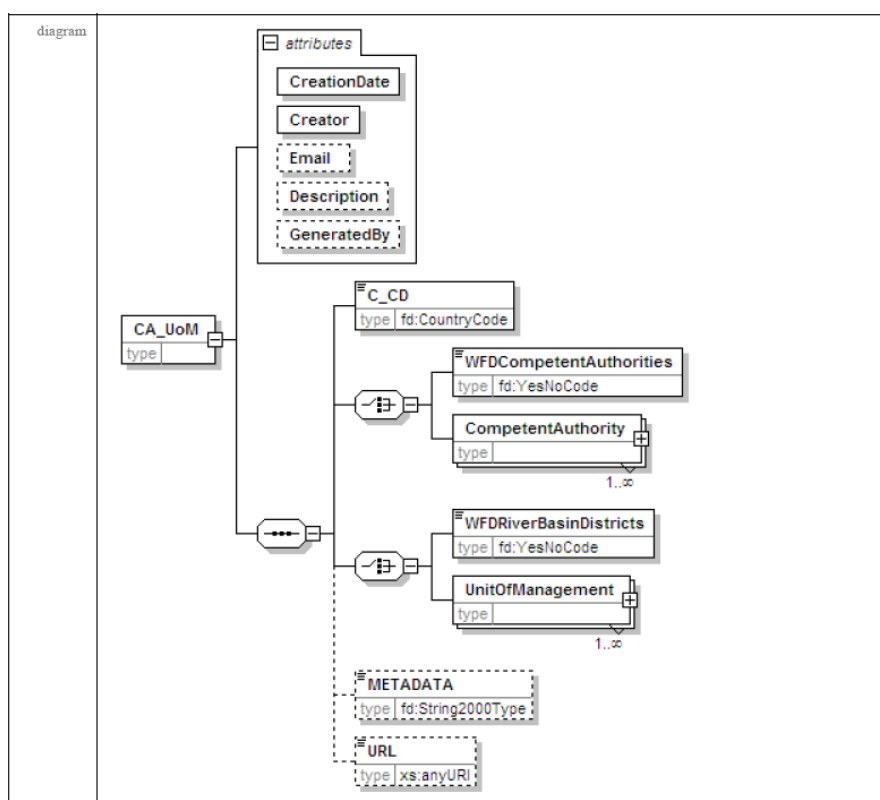 diagram
attributes
CreationDate
Creator
Email
Description
GeneratedBy
C_CD
type fd:CountryCode
CA_UoM
type
WFDCompetentAuthorities
type fd:YesNoCode
CompetentAuthority
type
1..∞
WFDRiverBasinDistricts
type fd:YesNoCode
UnitOfManagement
type
1..∞
METADATA
type fd:String2000Type
URL
type xs:anyURI